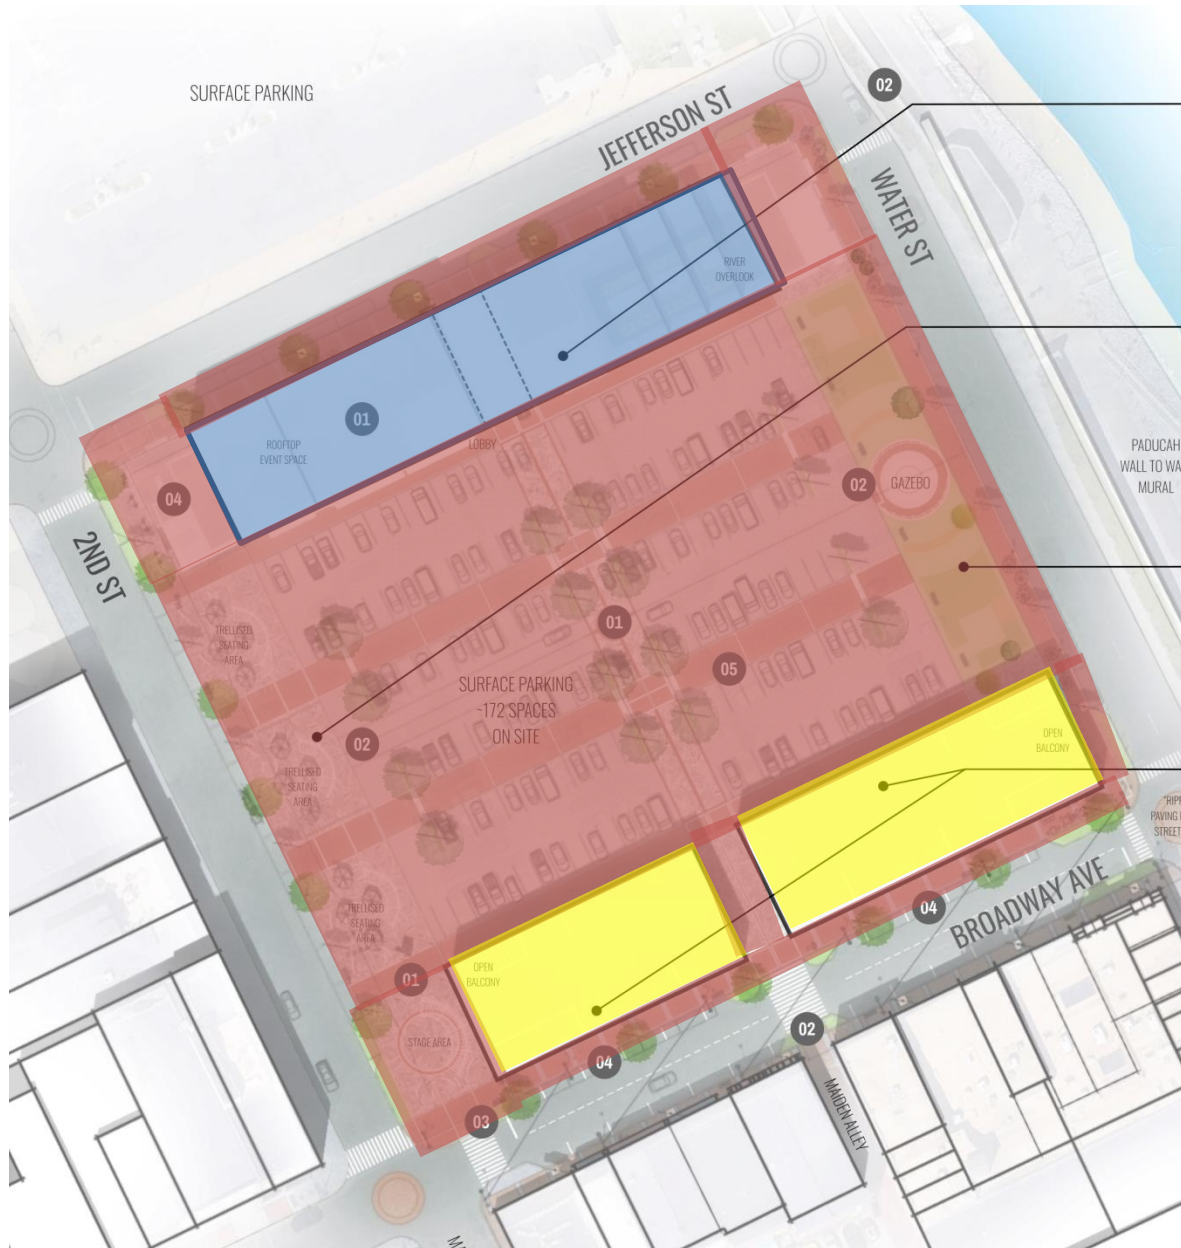 SURFACE PARKING
JEFFERSON ST
02
WATER ST
RIVER
OVERLOOK
01
ROOFTOP
EVENT SPACE
LOBBY
PADUCAH
WALL TO WA
MURAL
04
02
GAZEBO
2ND ST
TRELLISED
SEATING
AREA
01
05
SURFACE PARKING
~172 SPACES
ON SITE
02
TRELLISED
SEATING
AREA
OPEN
BALCONY
"RIPP
PAVING
STREET
TRELLISED
SEATING
AREA
04
BROADWAY AVE
01
OPEN
BALCONY
STAGE AREA
02
04
MAIDEN ALLEY
03